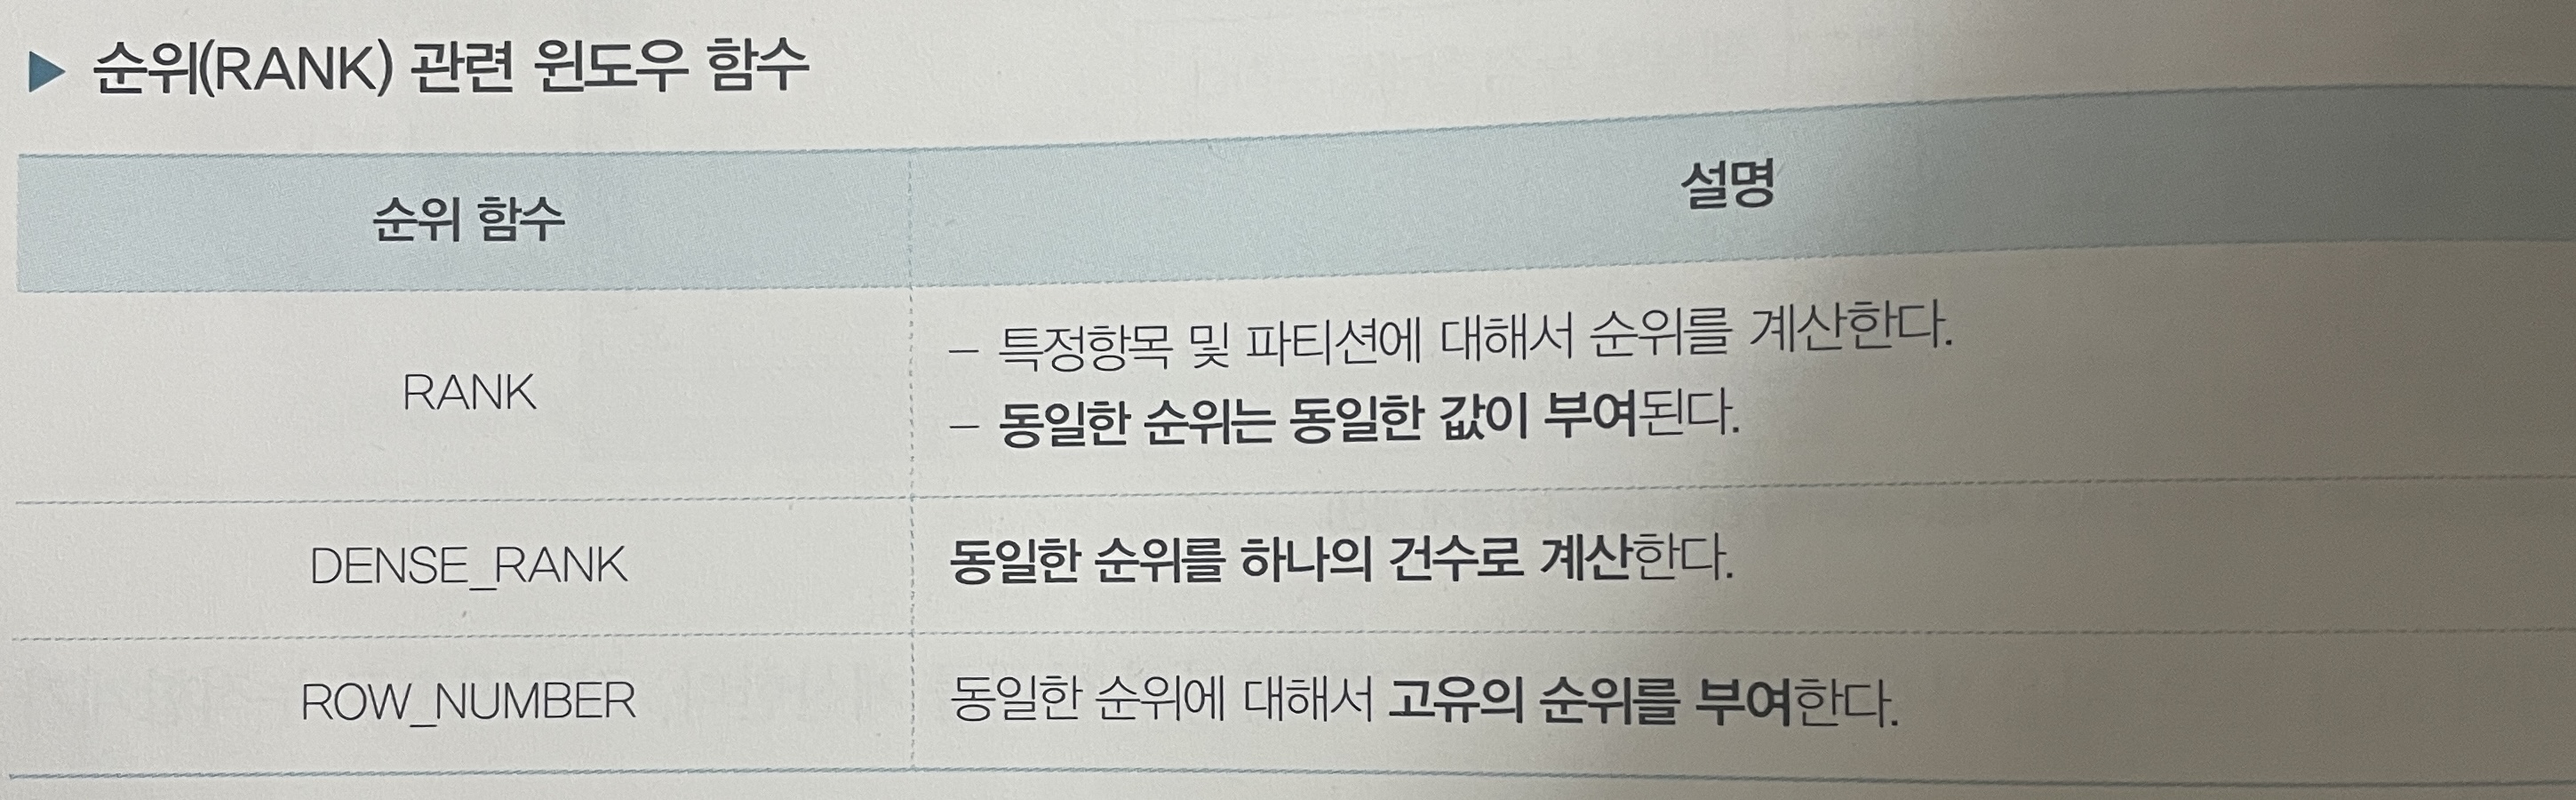 ▶ 순위(RANK) 관련 윈도우 함수
순위 함수
설명
RANK
– 특정항목 및 파티션에 대해서 순위를 계산한다.
– 동일한 순위는 동일한 값이 부여된다.
DENSE_RANK
동일한 순위를 하나의 건수로 계산한다.
ROW_NUMBER
동일한 순위에 대해서 고유의 순위를 부여한다.